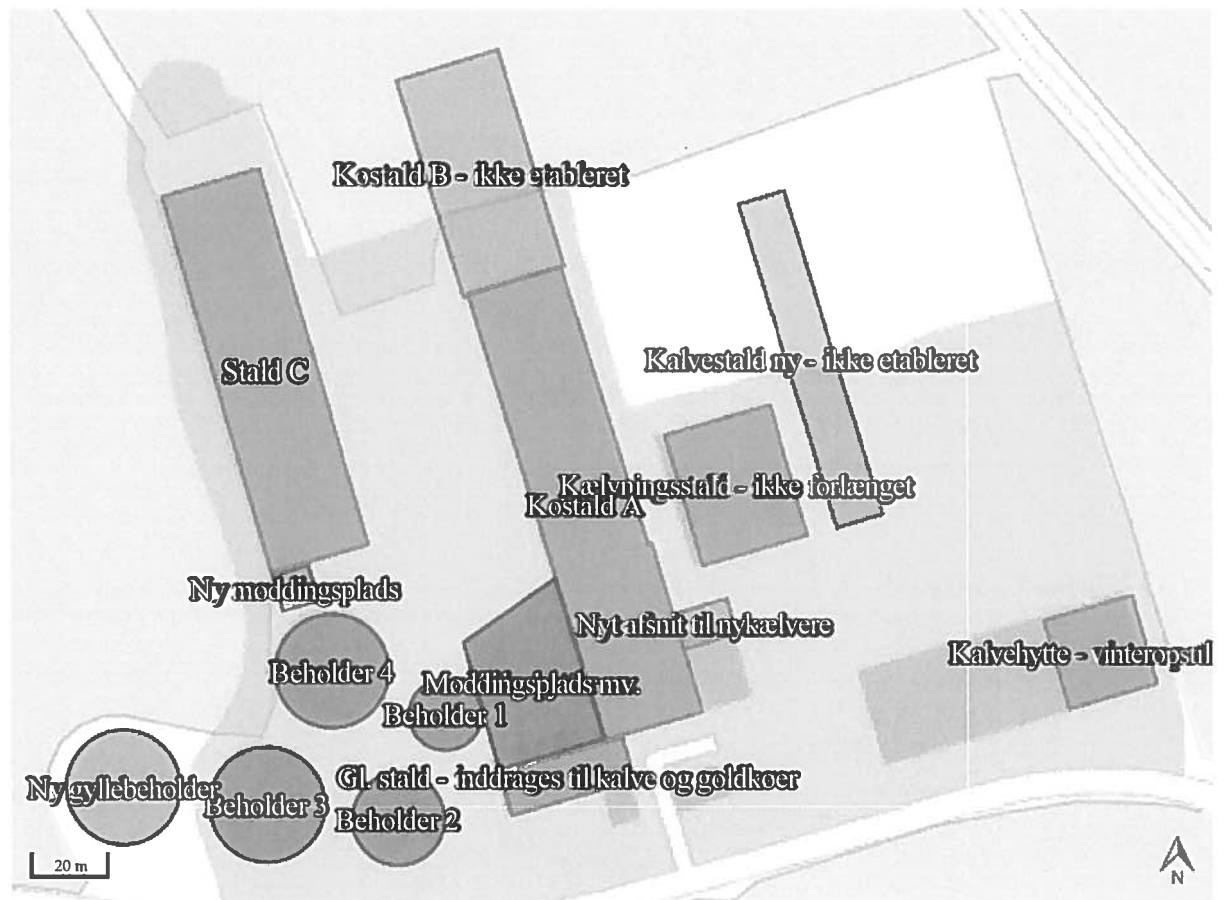 Kostald B - ikke etableret
Stald C
Kalvestald ny - ikke etableret
Kælvningsstald - ikke forlænget
Kostald A
Ny møddingsplads
Nyt afsnit til nykælvere
Kalvehytte - vinteropstil
Beholder 4
Møddingsplads mv.
Beholder 1
Gl. stald - inddrages til kalve og goldkøer
Ny gyllebeholder
Beholder 3
Beholder 2
20 m
N